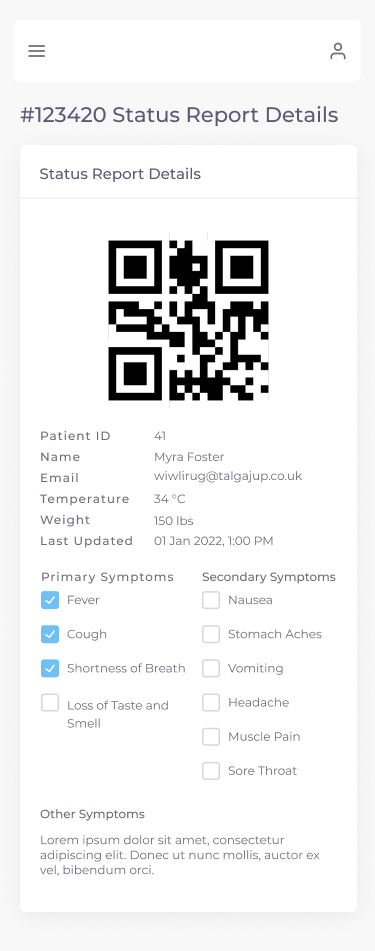 #123420 Status Report Details
Status Report Details
Patient ID 41
Name Myra Foster
Email wiwlirug@talgajup.co.uk
Temperature 34 °C
Weight 150 lbs
Last Updated 01 Jan 2022, 1:00 PM
Primary Symptoms
Fever
Cough
Shortness of Breath
Loss of Taste and
Smell
Secondary Symptoms
Nausea
Stomach Aches
Vomiting
Headache
Muscle Pain
Sore Throat
Other Symptoms
Lorem ipsum dolor sit amet, consectetur
adipiscing elit. Donec ut nunc mollis, auctor ex
vel, bibendum orci.